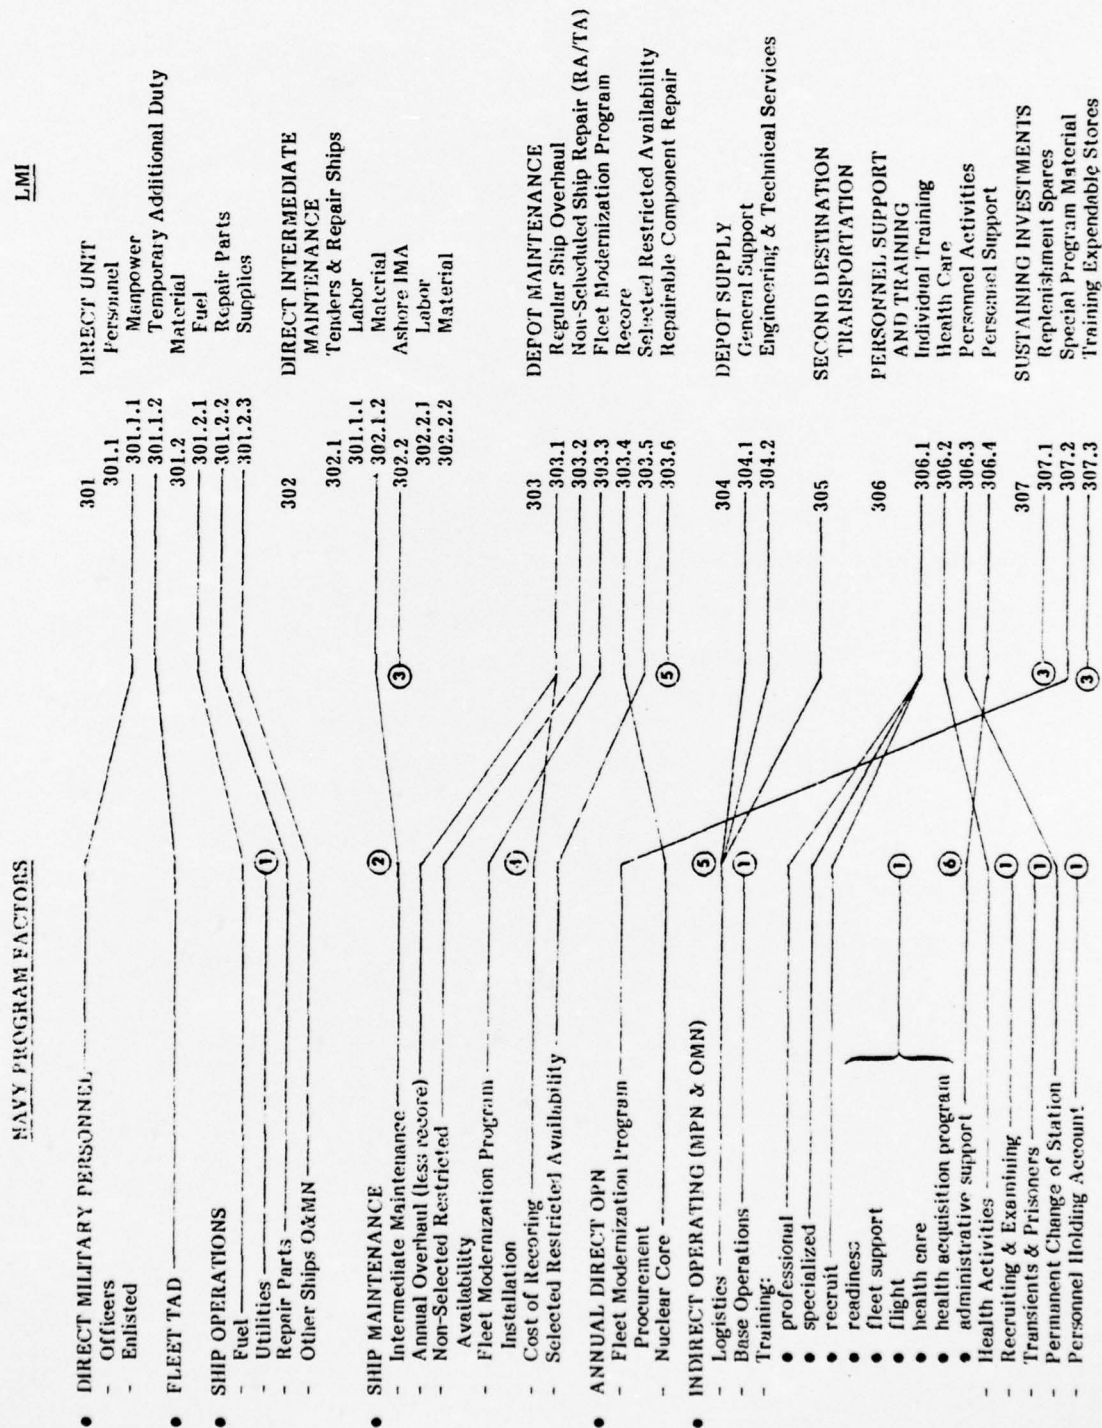 NAVY PROGRAM FACTORS
• DIRECT MILITARY PERSONNEL
- Officers
- Enlisted
• FLEET TAD
• SHIP OPERATIONS
- Fuel
- Utilities ①
- Repair Parts
- Other Ships O&MN
• SHIP MAINTENANCE
- Intermediate Maintenance ②
- Annual Overhaul (less recore)
- Non-Selected Restricted
Availability
- Fleet Modernization Program
Installation
- Cost of Recoring ④
- Selected Restricted Availability
• ANNUAL DIRECT OPN
- Fleet Modernization Program
Procurement
- Nuclear Core
• INDIRECT OPERATING (MPN & OMN)
- Logistics ⑤
- Base Operations ①
- Training:
• professional
• specialized
• recruit
• readiness
• fleet support
• flight ①
• health care
• health acquisition program
• administrative support ⑥
- Health Activities
- Recruiting & Examining ①
- Transients & Prisoners ①
- Permanent Change of Station
- Personnel Holding Account ①
LMI
301 DIRECT UNIT
301.1 Personnel
301.1.1 Manpower
301.1.2 Temporary Additional Duty
301.2 Material
301.2.1 Fuel
301.2.2 Repair Parts
301.2.3 Supplies
302 DIRECT INTERMEDIATE
MAINTENANCE
302.1 Tenders & Repair Ships
301.1.1 Labor
302.1.2 Material
③ 302.2 Ashore IMA
302.2.1 Labor
302.2.2 Material
303 DEPOT MAINTENANCE
303.1 Regular Ship Overhaul
303.2 Non-Scheduled Ship Repair (RA/TA)
303.3 Fleet Modernization Program
303.4 Recore
303.5 Selected Restricted Availability
⑤ 303.6 Repairable Component Repair
304 DEPOT SUPPLY
304.1 General Support
304.2 Engineering & Technical Services
305 SECOND DESTINATION
TRANSPORTATION
306 PERSONNEL SUPPORT
AND TRAINING
306.1 Individual Training
306.2 Health Care
306.3 Personnel Activities
306.4 Personnel Support
307 SUSTAINING INVESTMENTS
③ 307.1 Replenishment Spares
307.2 Special Program Material
③ 307.3 Training Expendable Stores